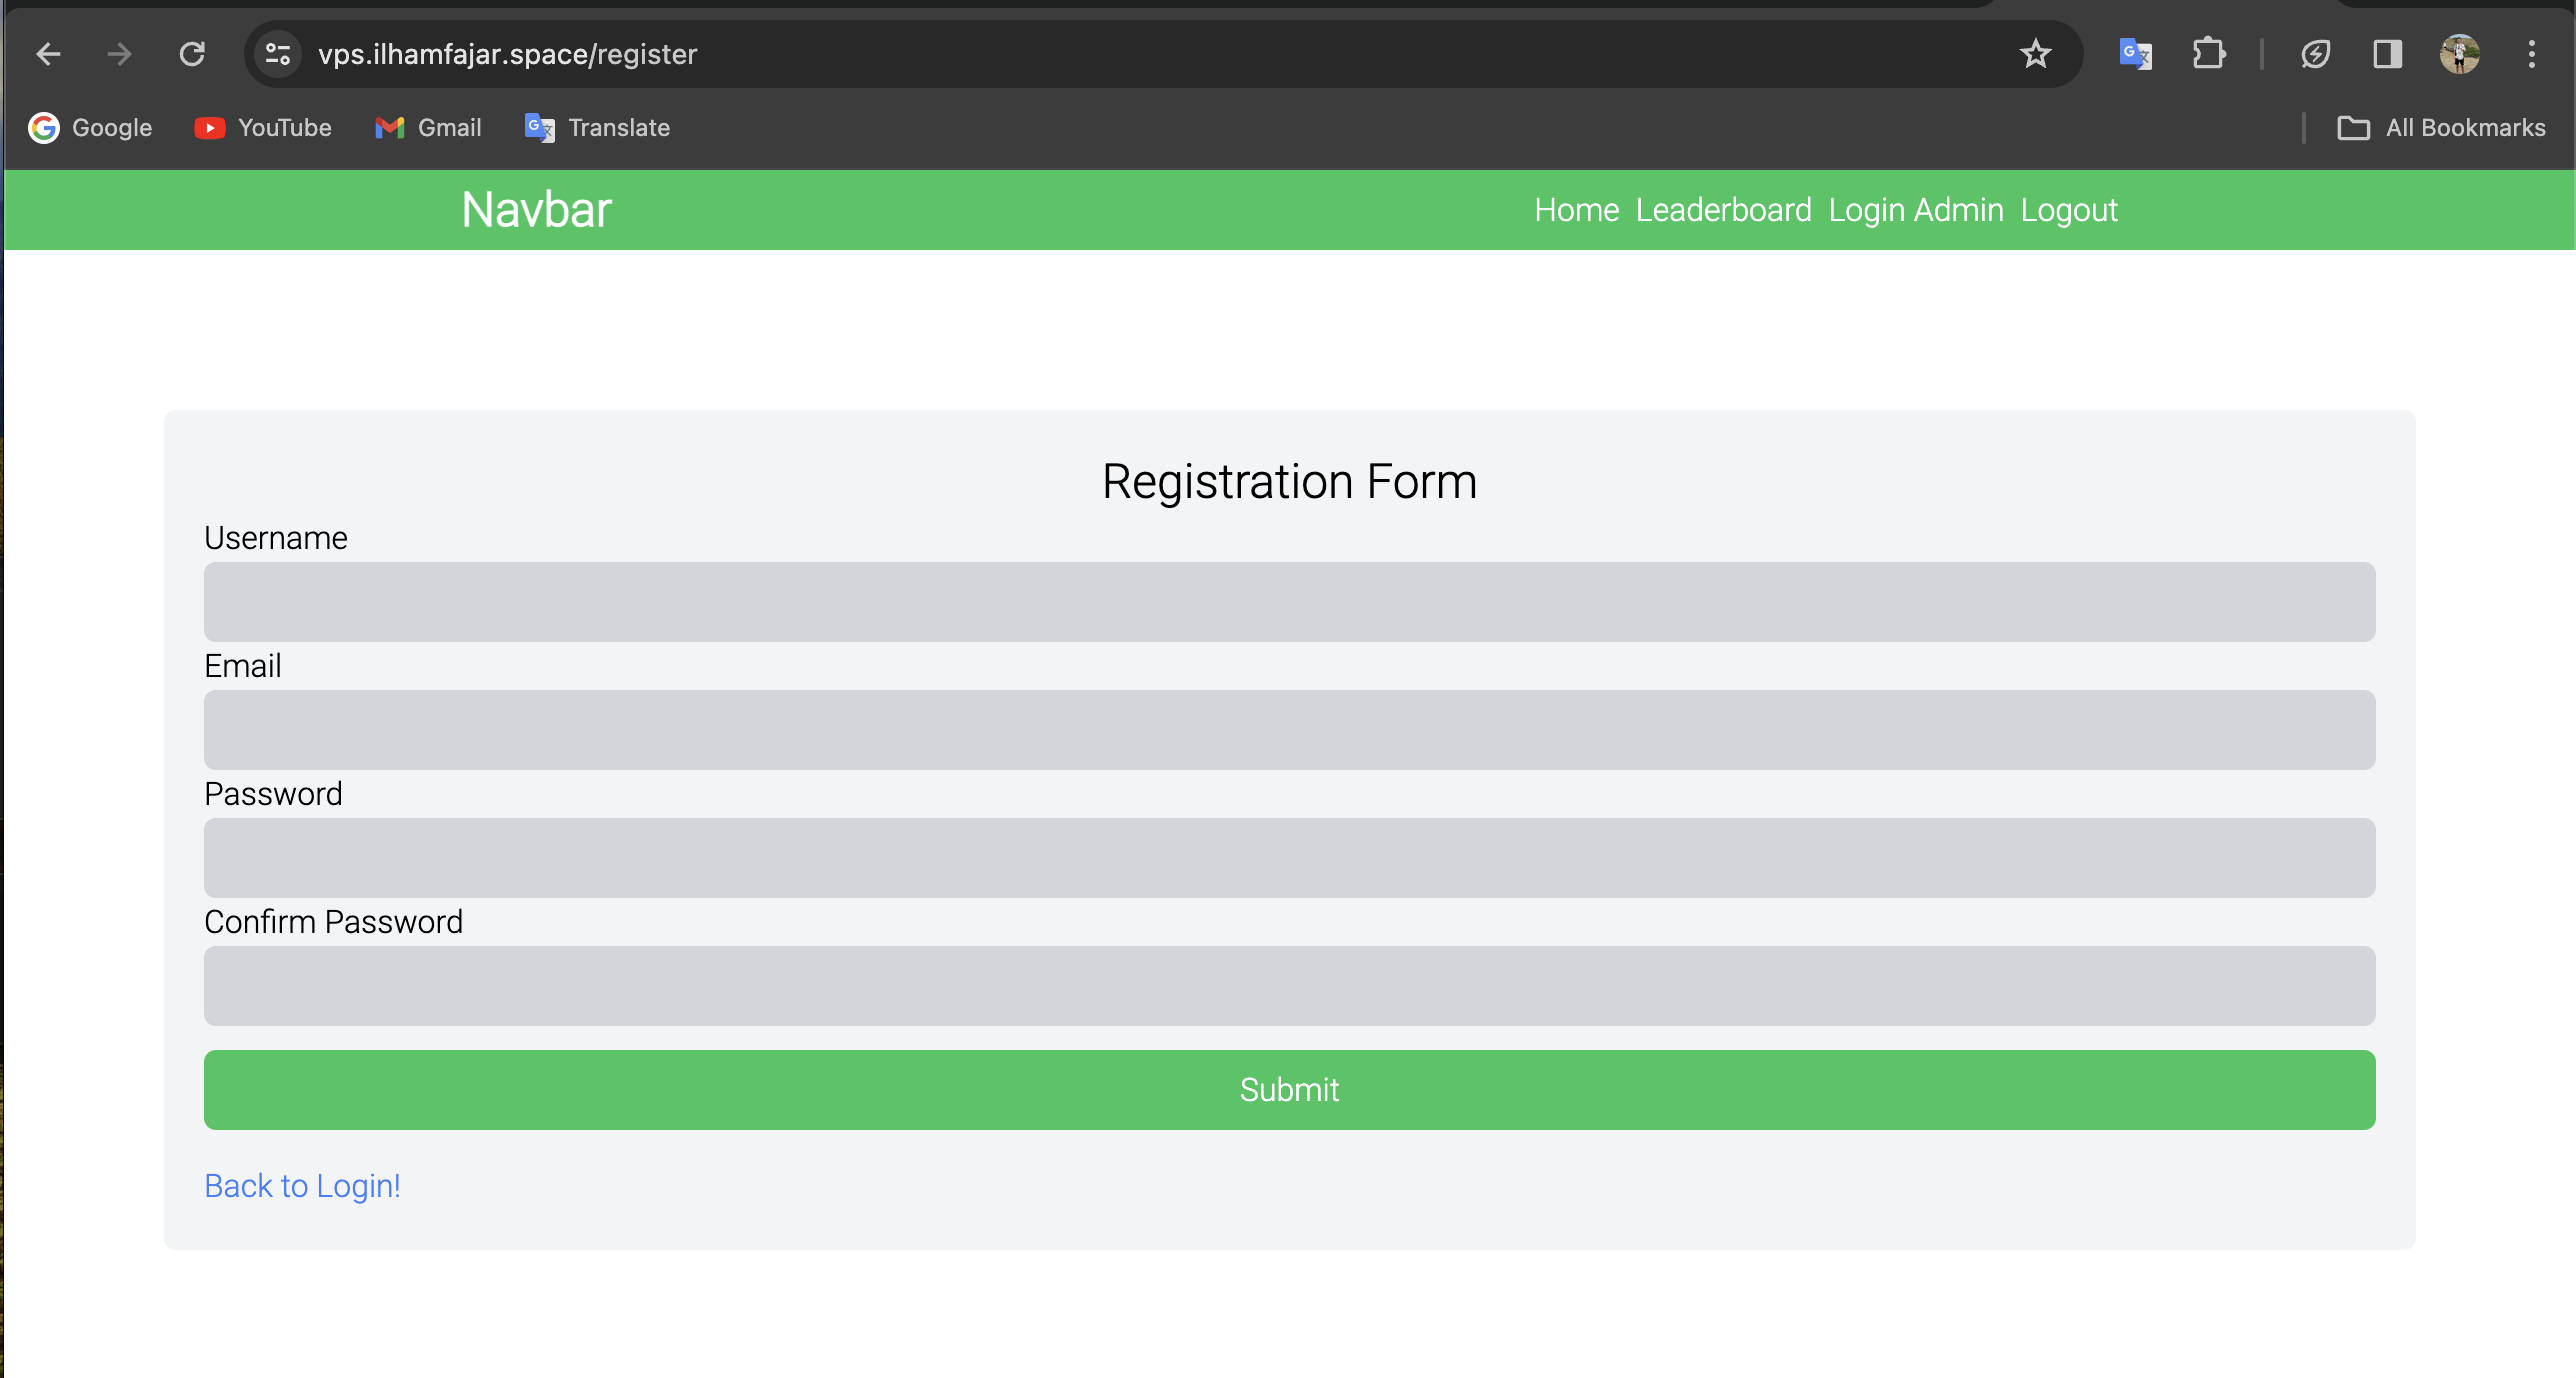 vps.ilhamfajar.space/register
Google YouTube Gmail Translate All Bookmarks
Navbar Home Leaderboard Login Admin Logout
Registration Form
Username
Email
Password
Confirm Password
Submit
Back to Login!